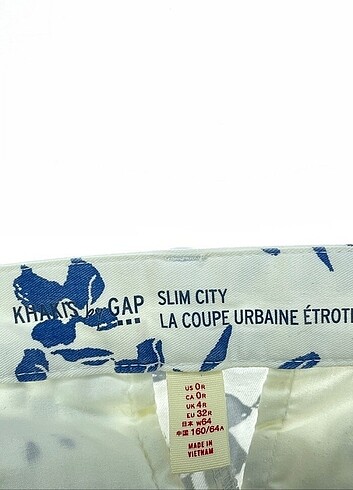 KHAKIS by GAP
SLIM CITY
LA COUPE URBAINE ÉTROI
US 0R
CA 0R
UK 4R
EU 32R
日本 W64
中国 160/64A
MADE IN
VIETNAM